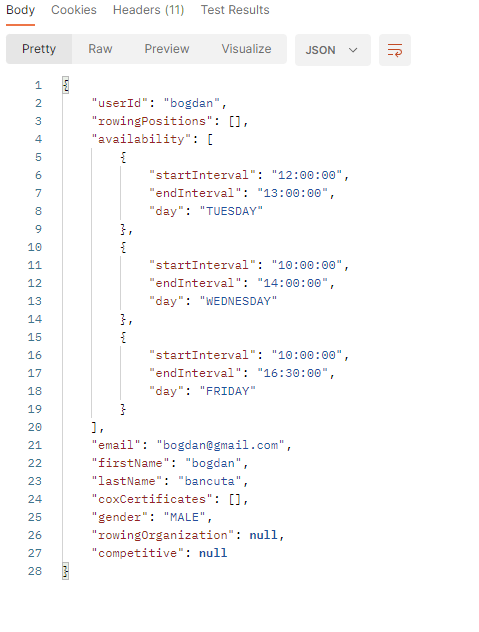 Body Cookies Headers (11) Test Results
Pretty Raw Preview Visualize JSON
1 {
2 "userId": "bogdan",
3 "rowingPositions": [],
4 "availability": [
5 {
6 "startInterval": "12:00:00",
7 "endInterval": "13:00:00",
8 "day": "TUESDAY"
9 },
10 {
11 "startInterval": "10:00:00",
12 "endInterval": "14:00:00",
13 "day": "WEDNESDAY"
14 },
15 {
16 "startInterval": "10:00:00",
17 "endInterval": "16:30:00",
18 "day": "FRIDAY"
19 }
20 ],
21 "email": "bogdan@gmail.com",
22 "firstName": "bogdan",
23 "lastName": "bancuta",
24 "coxCertificates": [],
25 "gender": "MALE",
26 "rowingOrganization": null,
27 "competitive": null
28 }